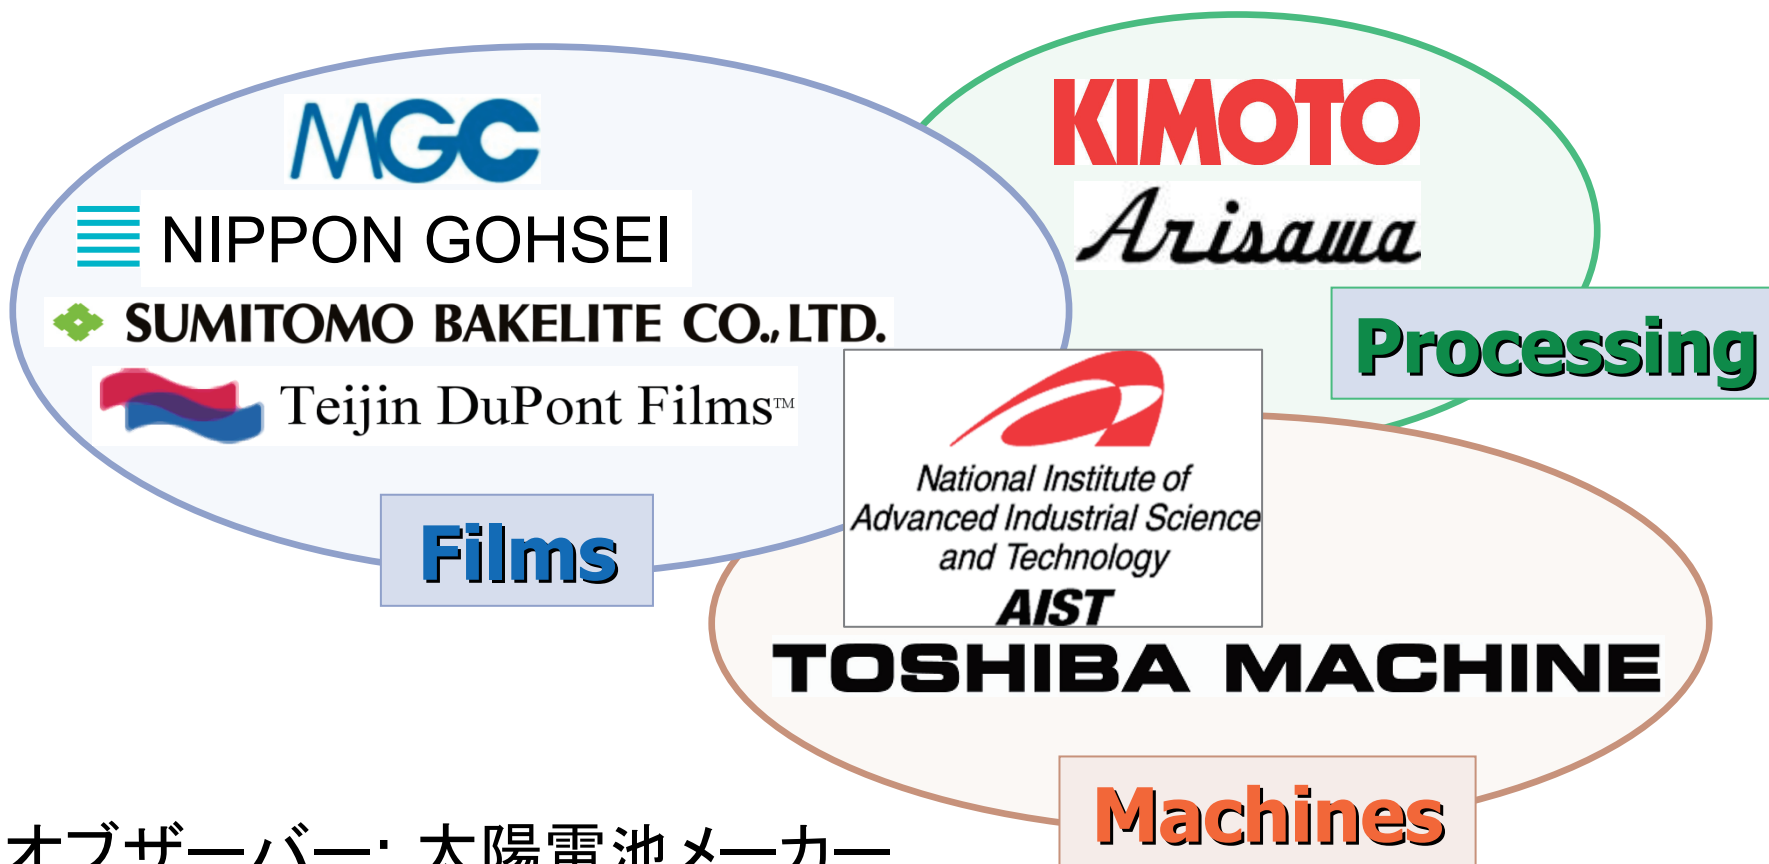 MGC
NIPPON GOHSEI
SUMITOMO BAKELITE CO., LTD.
Teijin DuPont Films™
Films
KIMOTO
Arisawa
Processing
National Institute of
Advanced Industrial Science
and Technology
AIST
TOSHIBA MACHINE
Machines
オブザーバー: 太陽電池メーカー